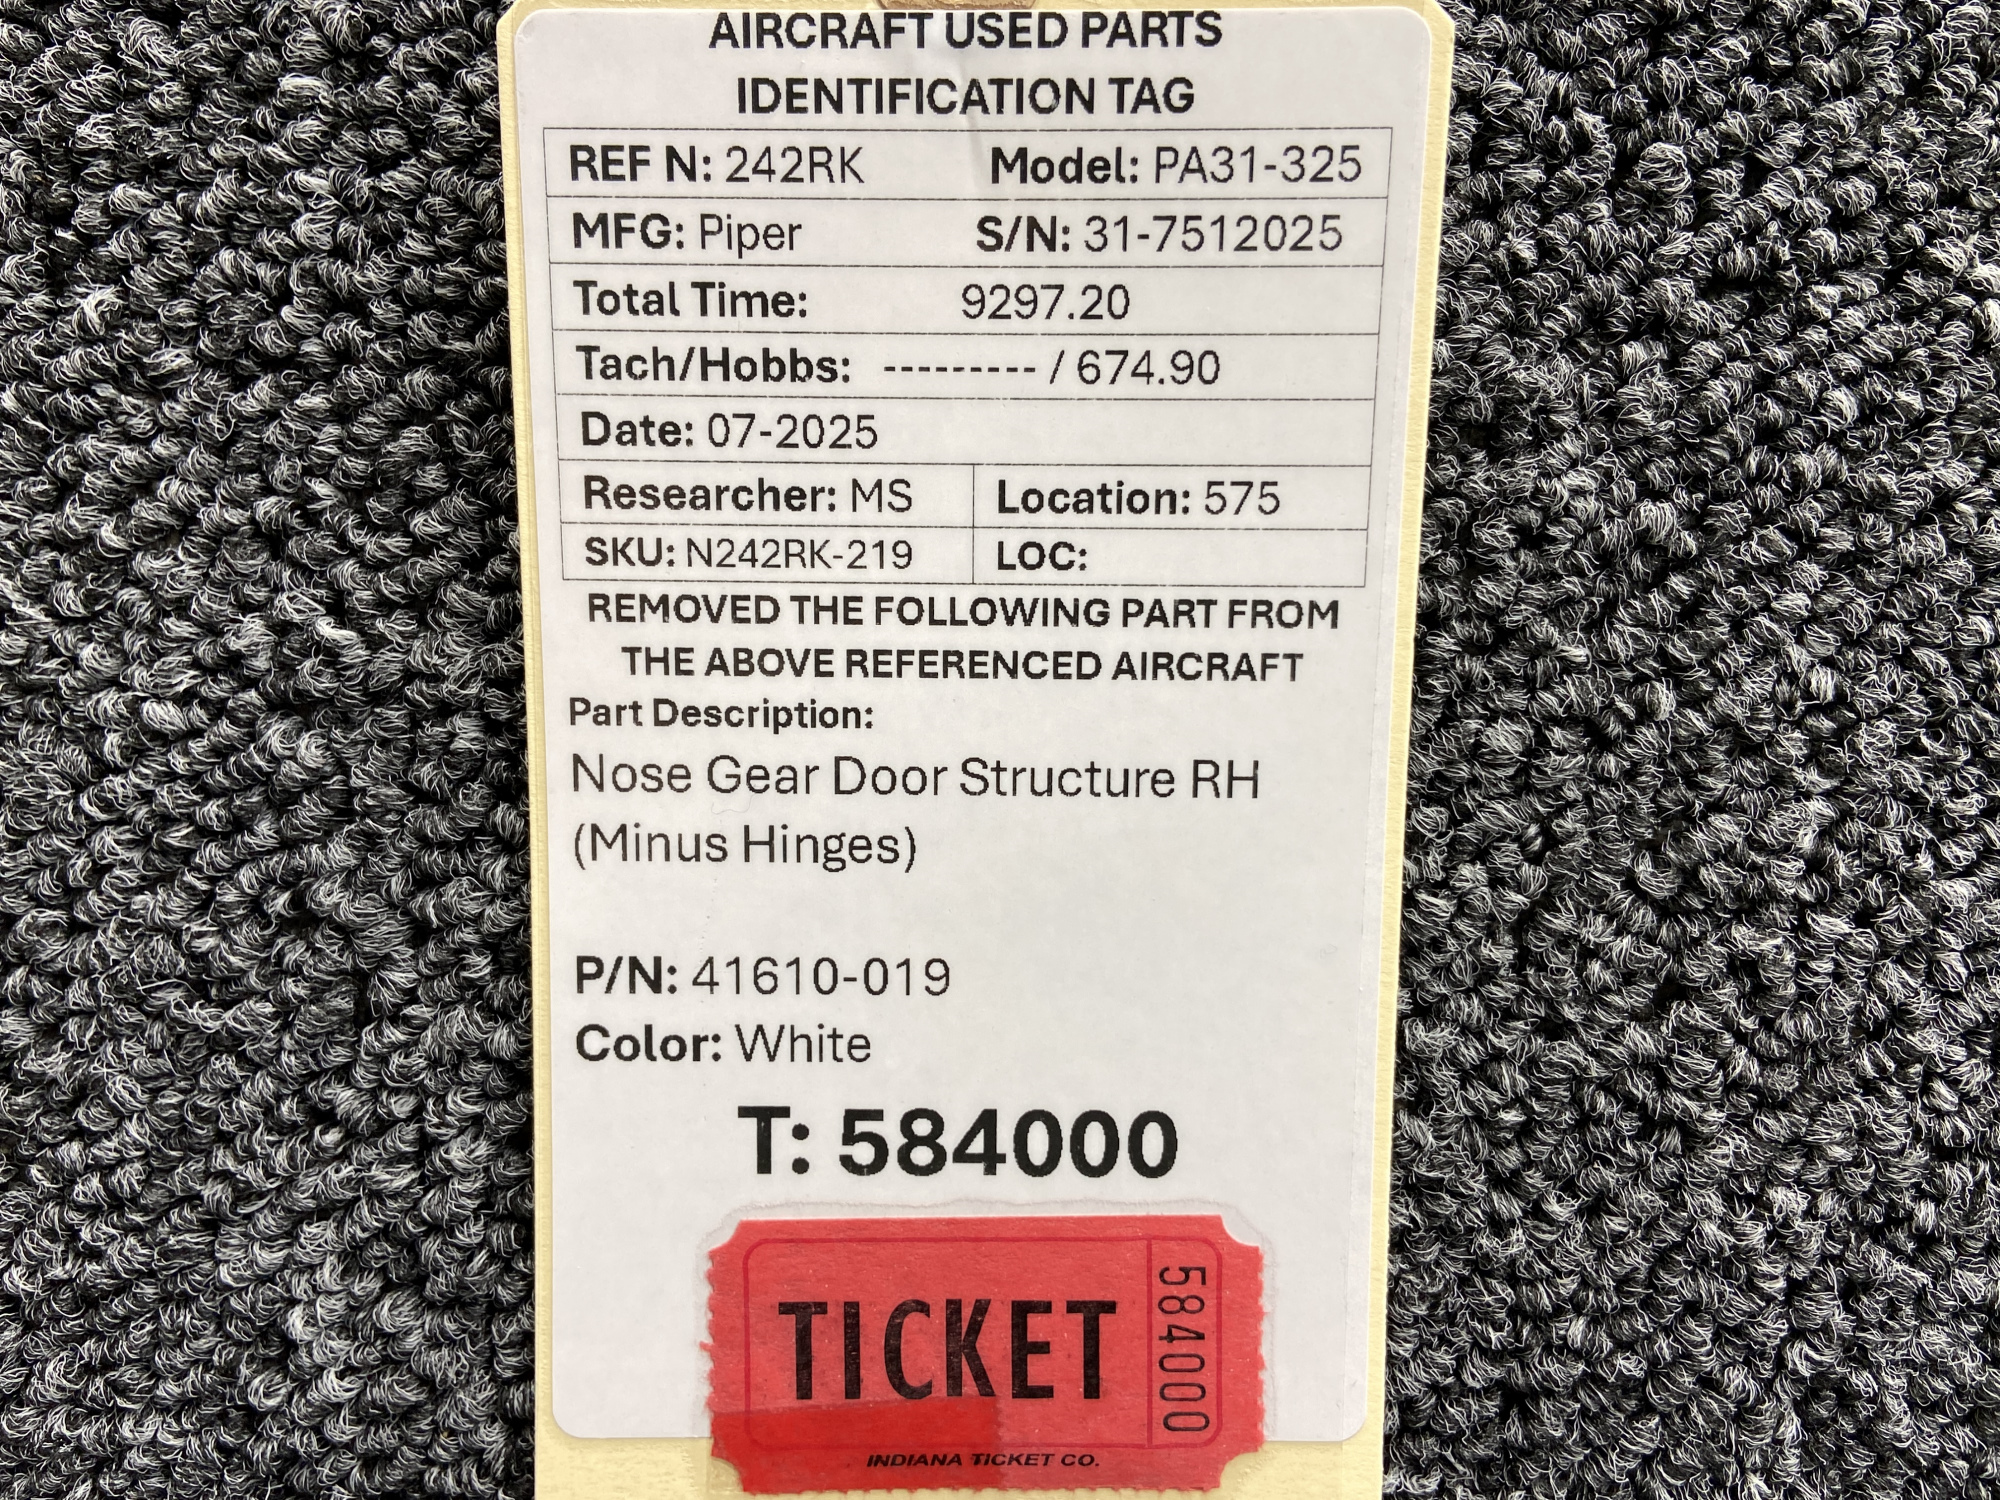 AIRCRAFT USED PARTS
IDENTIFICATION TAG
REF N: 242RK Model: PA31-325
MFG: Piper S/N: 31-7512025
Total Time: 9297.20
Tach/Hobbs: --------- / 674.90
Date: 07-2025
Researcher: MS Location: 575
SKU: N242RK-219 LOC:
REMOVED THE FOLLOWING PART FROM
THE ABOVE REFERENCED AIRCRAFT
Part Description:
Nose Gear Door Structure RH
(Minus Hinges)
P/N: 41610-019
Color: White
T: 584000
TICKET
584000
INDIANA TICKET CO.